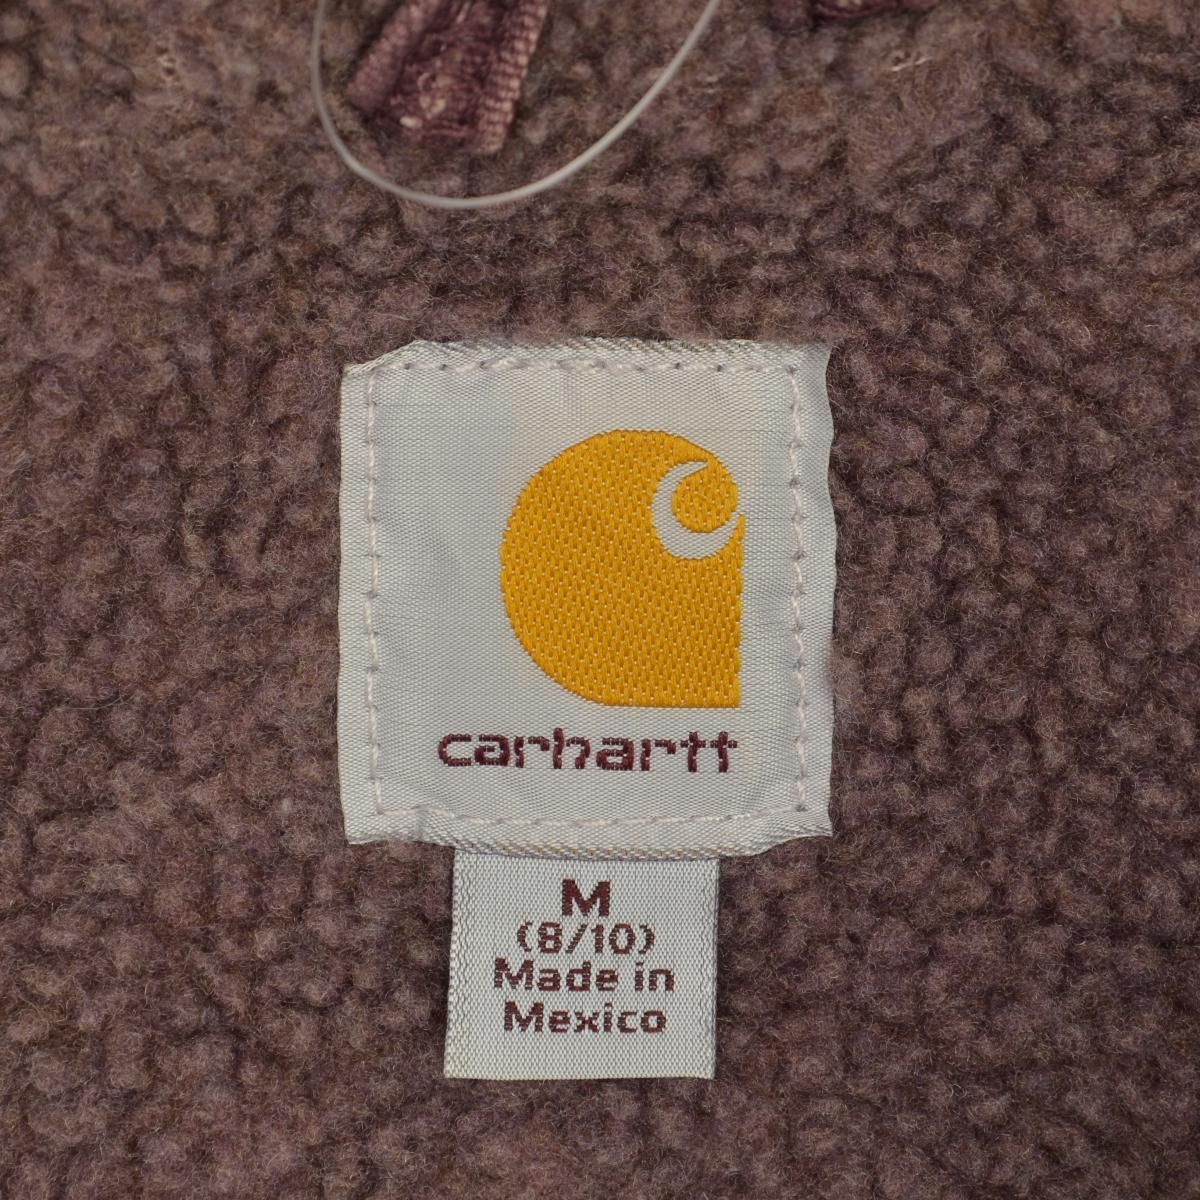 carhartt
M
(8/10)
Made in
Mexico